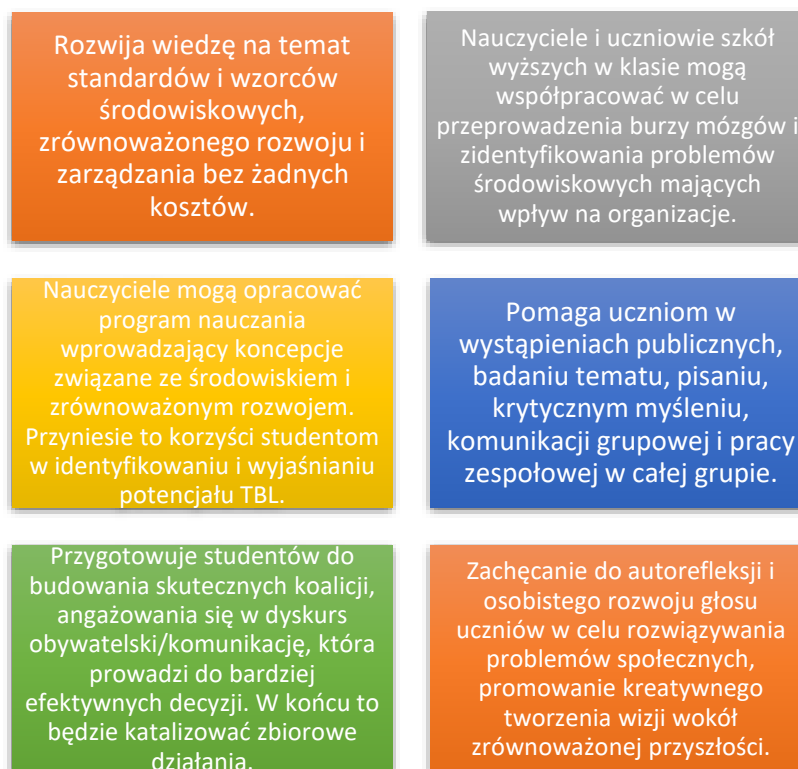 Rozwija wiedzę na temat
standardów i wzorców
środowiskowych,
zrównoważonego rozwoju i
zarządzania bez żadnych
kosztów.
Nauczyciele i uczniowie szkół
wyższych w klasie mogą
współpracować w celu
przeprowadzenia burzy mózgów i
zidentyfikowania problemów
środowiskowych mających
wpływ na organizacje.
Nauczyciele mogą opracować
program nauczania
wprowadzający koncepcje
związane ze środowiskiem i
zrównoważonym rozwojem.
Przyniesie to korzyści studentom
w identyfikowaniu i wyjaśnianiu
potencjału TBL.
Pomaga uczniom w
wystąpieniach publicznych,
badaniu tematu, pisaniu,
krytycznym myśleniu,
komunikacji grupowej i pracy
zespołowej w całej grupie.
Przygotowuje studentów do
budowania skutecznych koalicji,
angażowania się w dyskurs
obywatelski/komunikację, która
prowadzi do bardziej
efektywnych decyzji. W końcu to
będzie katalizować zbiorowe
działania.
Zachęcanie do autorefleksji i
osobistego rozwoju głosu
uczniów w celu rozwiązywania
problemów społecznych,
promowanie kreatywnego
tworzenia wizji wokół
zrównoważonej przyszłości.